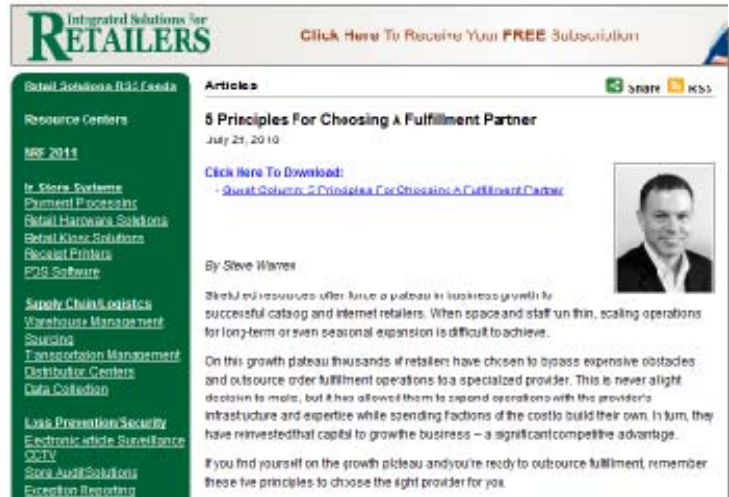 Integrated Solutions For
RETAILERS
Click Here To Receive Your FREE Subscription
Retail Solutions RSS Feeds
Resource Centers
NRF 2011
In Store Systems
Payment Processing
Retail Hardware Solutions
Retail Kiosk Solutions
Receipt Printers
POS Software
Supply Chain/Logistics
Warehouse Management
Sourcing
Transportation Management
Distribution Centers
Data Collection
Loss Prevention/Security
Electronic Article Surveillance
CCTV
Store Audit Solutions
Exception Reporting
Articles
Share RSS
5 Principles For Choosing A Fulfillment Partner
July 2010
Click Here To Download:
- Guest Column: 5 Principles For Choosing A Fulfillment Partner
By Steve Warren
Stretched resources often force a plateau in business growth for
successful catalog and internet retailers. When space and staff run thin, scaling operations
for long-term or even seasonal expansion is difficult to achieve.
On this growth plateau thousands of retailers have chosen to bypass expensive obstacles
and outsource order fulfillment operations to a specialized provider. This is never a light
decision to make, but it has allowed them to expand operations with the provider's
infrastructure and expertise while spending fractions of the cost to build their own. In turn, they
have reinvested that capital to grow the business – a significant competitive advantage.
If you find yourself on the growth plateau and you're ready to outsource fulfillment, remember
these five principles to choose the right provider for you.